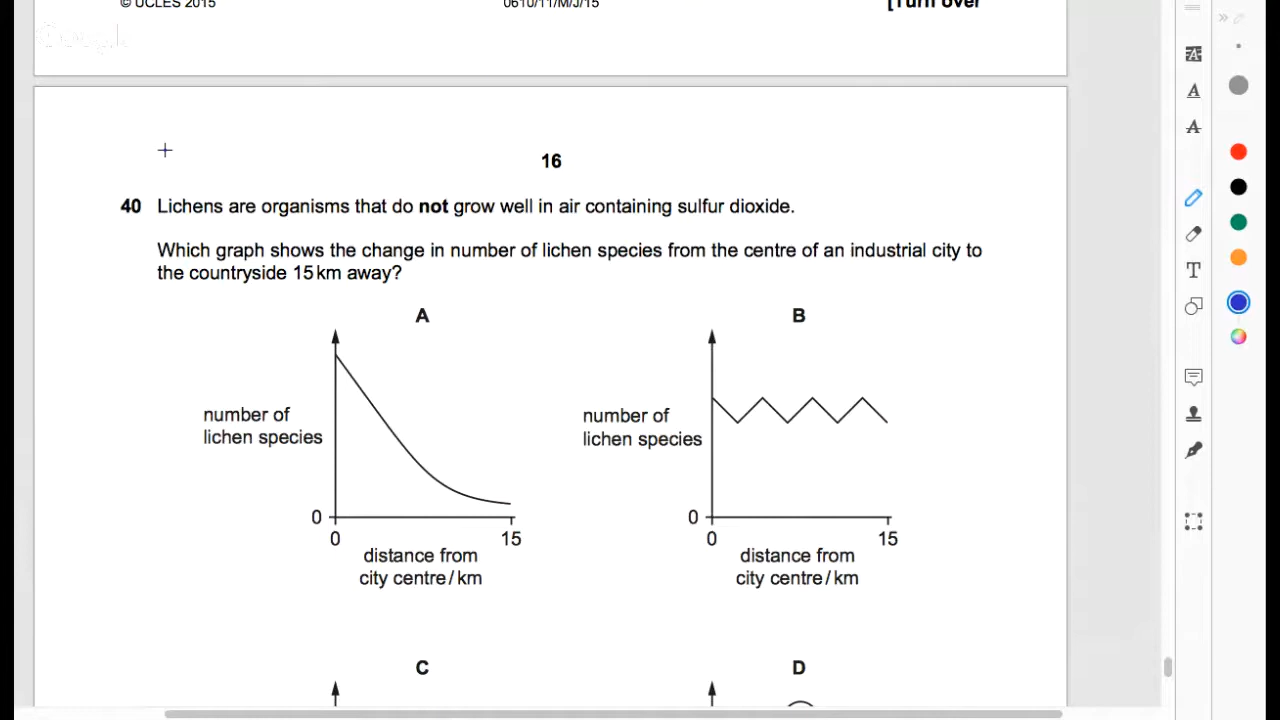 © UCLES 2015 0610/11/M/J/15 [Turn over
16
40 Lichens are organisms that do not grow well in air containing sulfur dioxide.
Which graph shows the change in number of lichen species from the centre of an industrial city to
the countryside 15 km away?
A
number of
lichen species
0
0 15
distance from
city centre / km
B
number of
lichen species
0
0 15
distance from
city centre / km
C
D